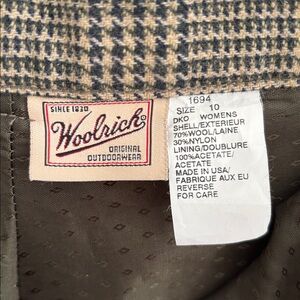 SINCE 1830
Woolrich®
ORIGINAL
OUTDOORWEAR
1694
SIZE 10
DKO WOMENS
SHELL/EXTERIEUR
70%WOOL/LAINE
30%NYLON
LINING/DOUBLURE
100%ACETATE/
ACETATE
MADE IN USA/
FABRIQUE AUX EU
REVERSE
FOR CARE